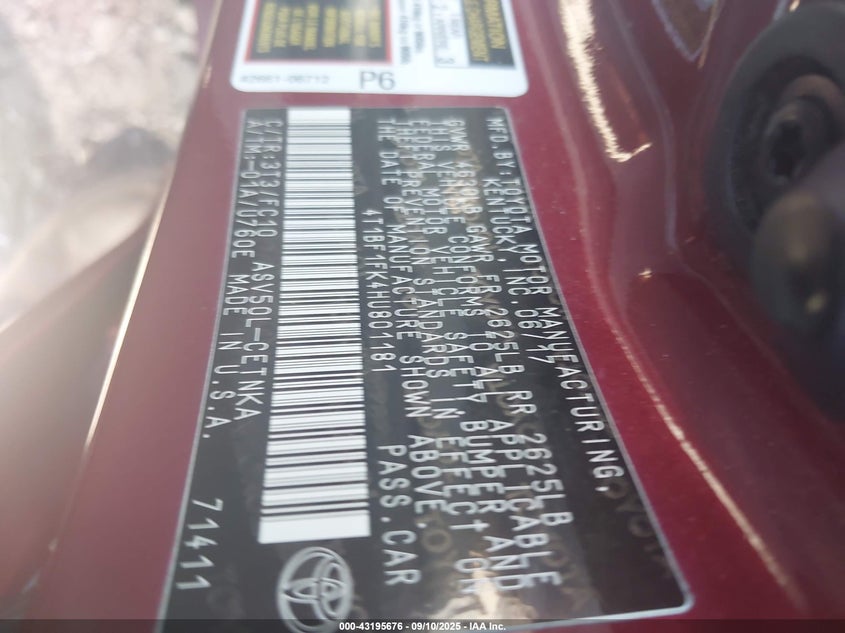 42661-06713
P6
MFD. BY: TOYOTA MOTOR MANUFACTURING,
KENTUCKY, INC. 06/17
GVWR 4630LB GAWR FR 2625LB RR 2625LB
THIS VEHICLE CONFORMS TO ALL APPLICABLE
FEDERAL MOTOR VEHICLE SAFETY, BUMPER, AND
THEFT PREVENTION STANDARDS IN EFFECT ON
THE DATE OF MANUFACTURE SHOWN ABOVE.
4T1BF1FK4HU801181 PASS.CAR
C/TR:3T3/FC10 ASV50L-CETNKA
A/TM:-01A/U760E MADE IN U.S.A.
71411
000-43195676 - 09/10/2025 - IAA Inc.